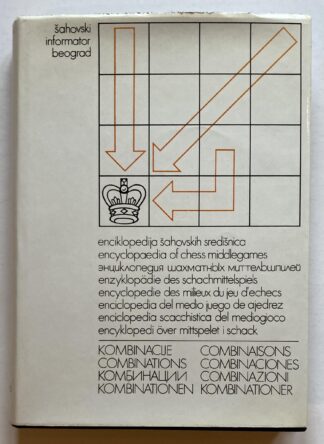 šahovski
informator
beograd
enciklopedija šahovskih središnica
encyclopaedia of chess middlegames
энциклопедия шахматных миттельшпилей
enzyklopädie des schachmittelspiels
encyclopedie des milieux du jeu d'echecs
enciclopedia del medio juego de ajedrez
enciclopedia scacchistica del mediogioco
encyklopedi över mittspelet i schack
KOMBINACIJE COMBINAISONS
COMBINATIONS COMBINACIONES
КОМБИНАЦИИ COMBINAZIONI
KOMBINATIONEN KOMBINATIONER